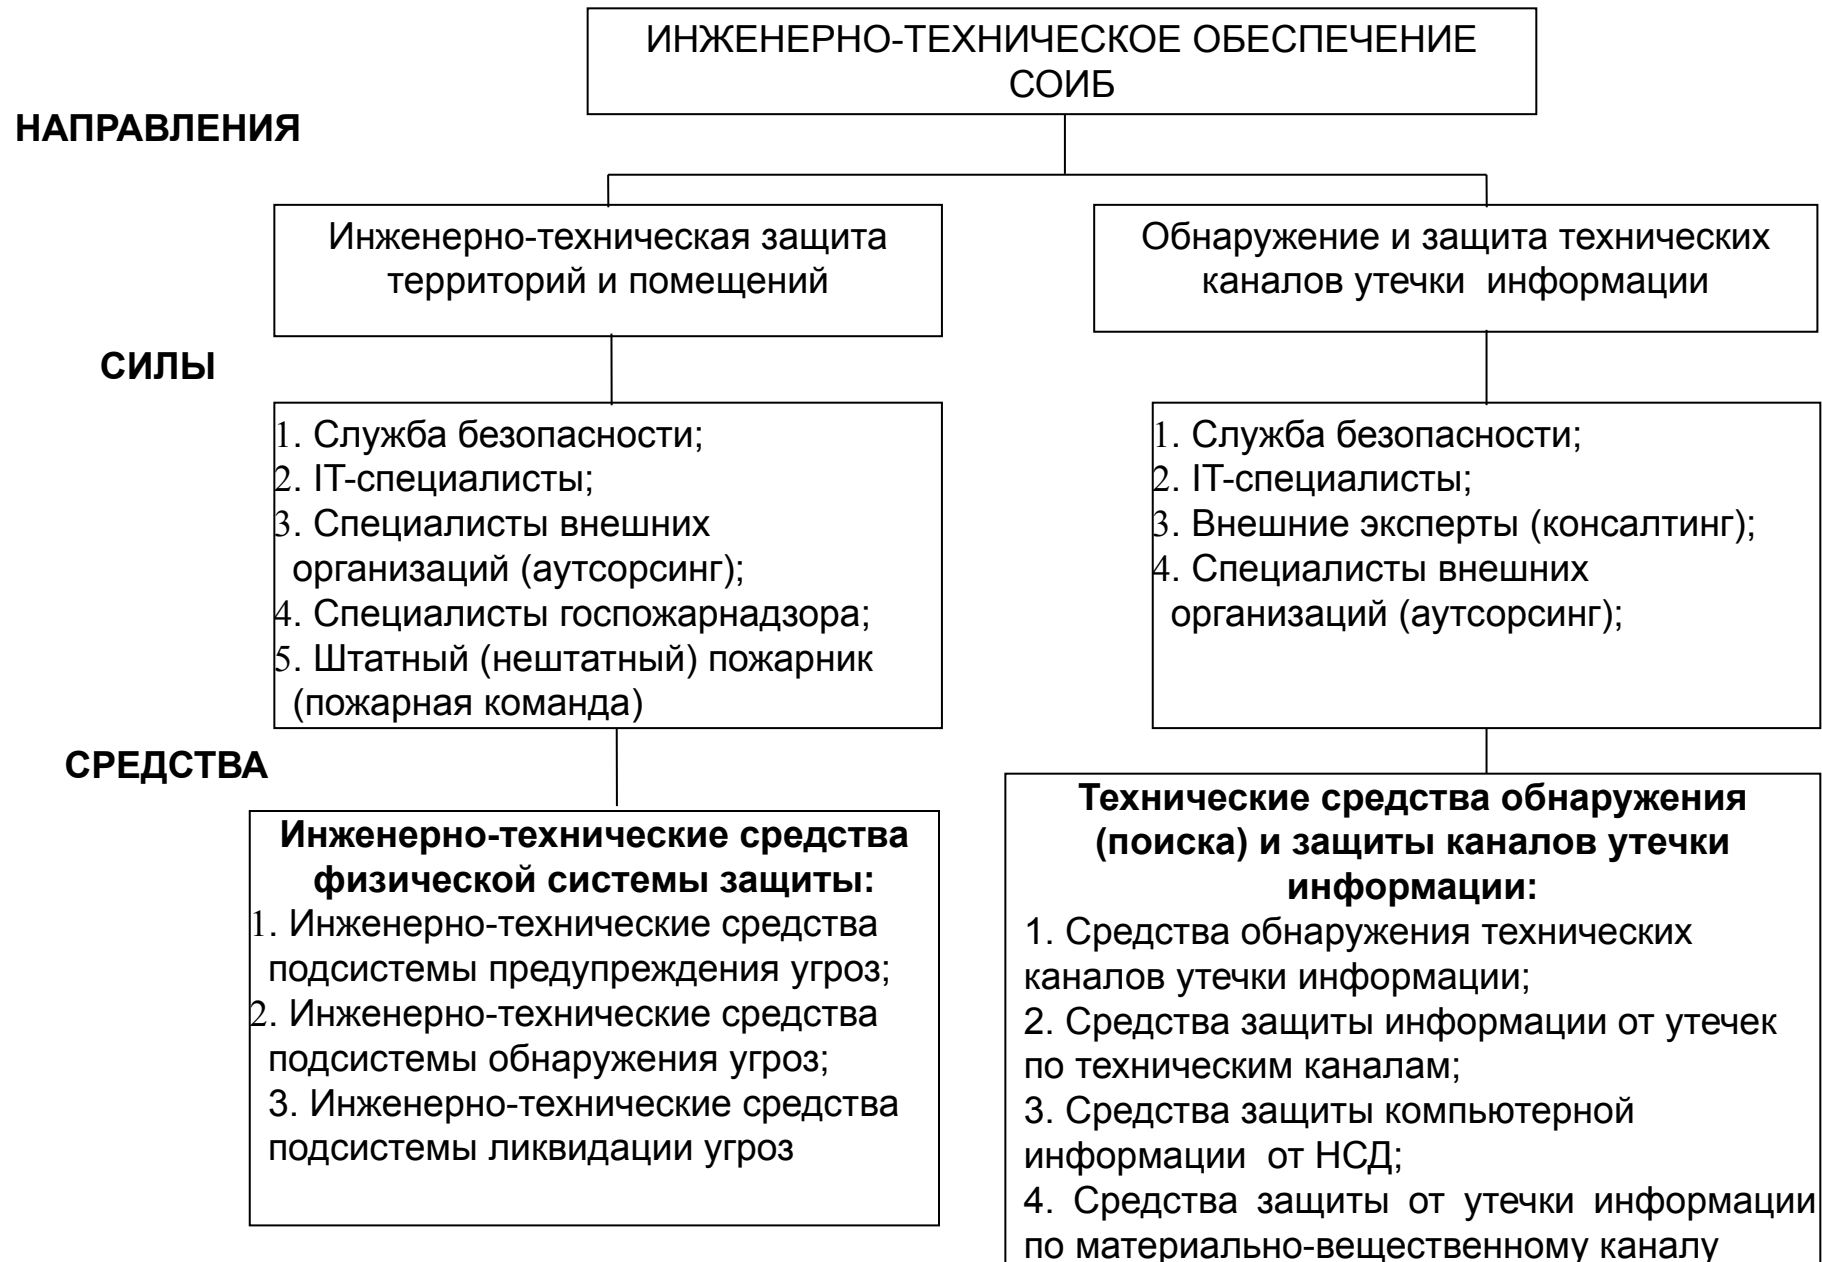 ИНЖЕНЕРНО-ТЕХНИЧЕСКОЕ ОБЕСПЕЧЕНИЕ
СОИБ
НАПРАВЛЕНИЯ
Инженерно-техническая защита
территорий и помещений
Обнаружение и защита технических
каналов утечки информации
СИЛЫ
1. Служба безопасности;
2. IT-специалисты;
3. Специалисты внешних
организаций (аутсорсинг);
4. Специалисты госпожарнадзора;
5. Штатный (нештатный) пожарник
(пожарная команда)
1. Служба безопасности;
2. IT-специалисты;
3. Внешние эксперты (консалтинг);
4. Специалисты внешних
организаций (аутсорсинг);
СРЕДСТВА
Инженерно-технические средства
физической системы защиты:
1. Инженерно-технические средства
подсистемы предупреждения угроз;
2. Инженерно-технические средства
подсистемы обнаружения угроз;
3. Инженерно-технические средства
подсистемы ликвидации угроз
Технические средства обнаружения
(поиска) и защиты каналов утечки
информации:
1. Средства обнаружения технических
каналов утечки информации;
2. Средства защиты информации от утечек
по техническим каналам;
3. Средства защиты компьютерной
информации от НСД;
4. Средства защиты от утечки информации
по материально-вещественному каналу